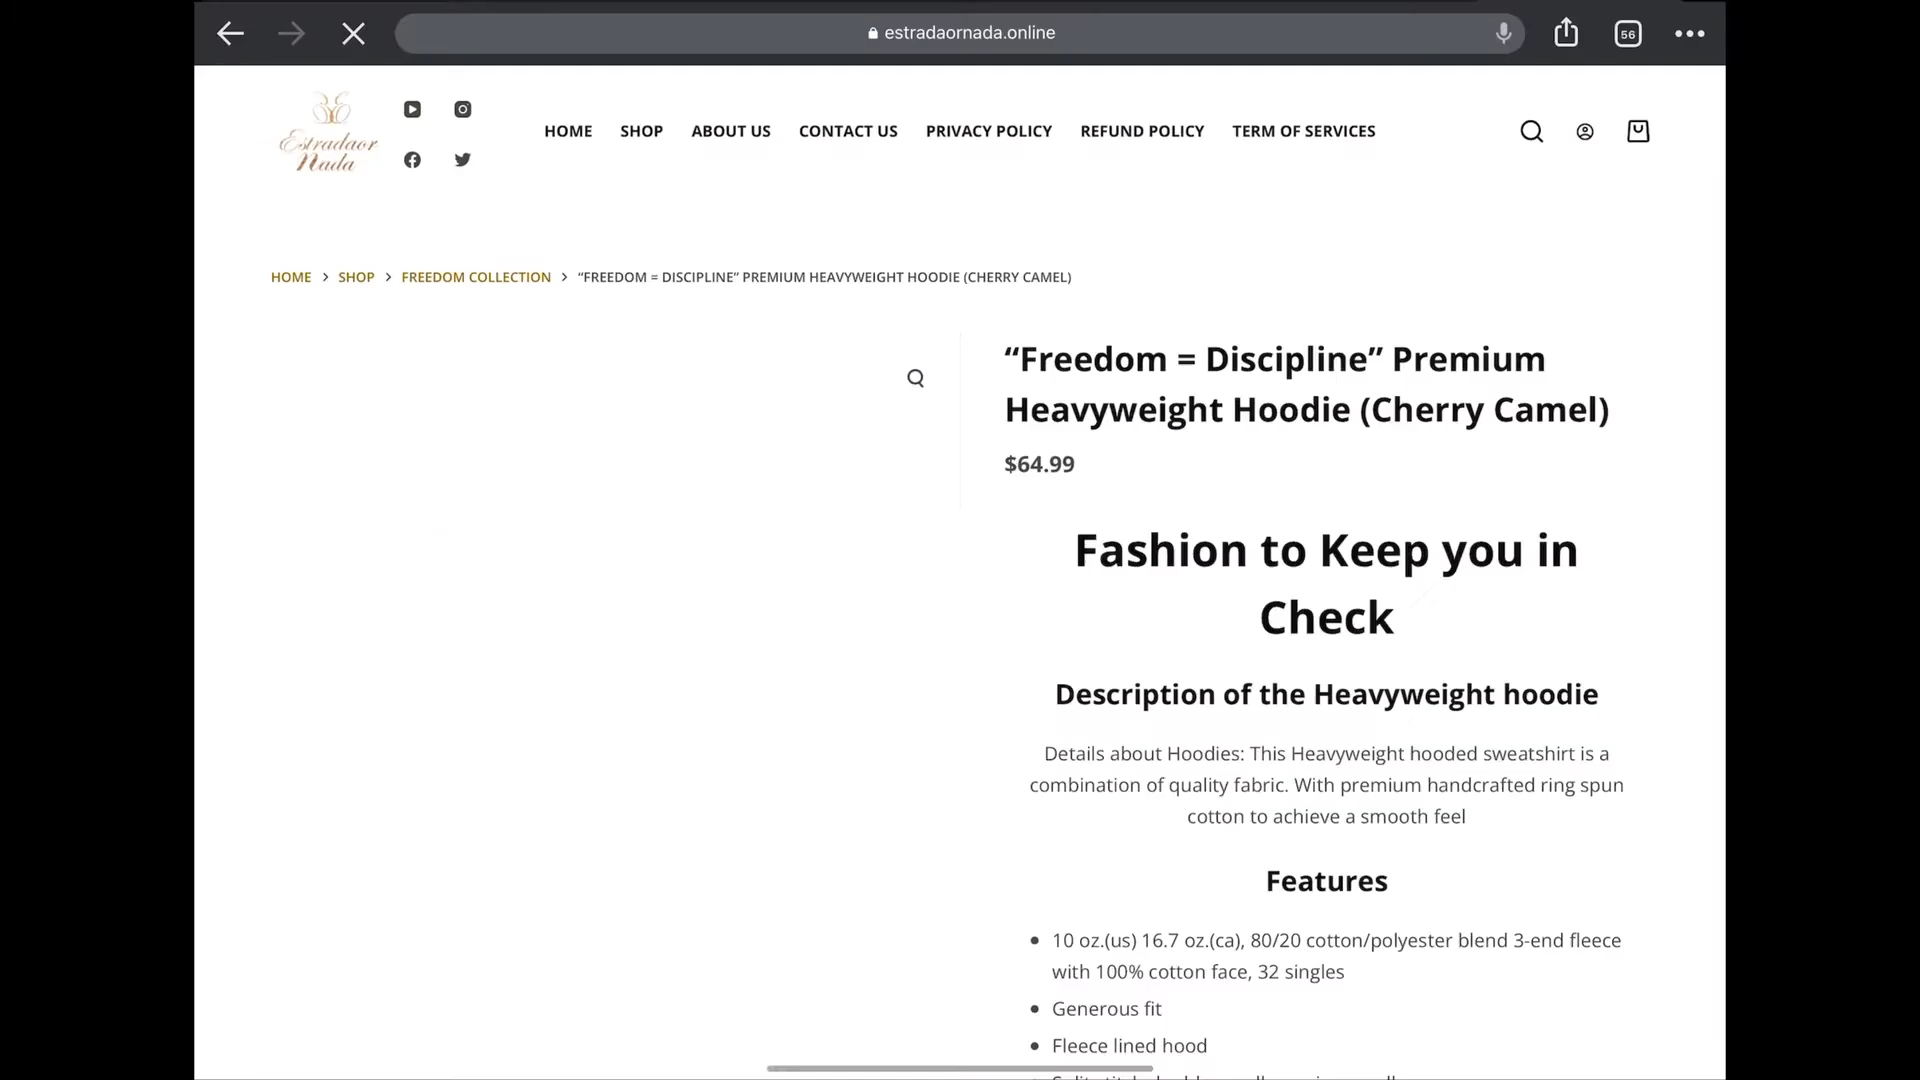 estradaornada.online
56
Estradaor
Nada
HOME
SHOP
ABOUT US
CONTACT US
PRIVACY POLICY
REFUND POLICY
TERM OF SERVICES
HOME > SHOP > FREEDOM COLLECTION > “FREEDOM = DISCIPLINE” PREMIUM HEAVYWEIGHT HOODIE (CHERRY CAMEL)
“Freedom = Discipline” Premium
Heavyweight Hoodie (Cherry Camel)
$64.99
Fashion to Keep you in
Check
Description of the Heavyweight hoodie
Details about Hoodies: This Heavyweight hooded sweatshirt is a
combination of quality fabric. With premium handcrafted ring spun
cotton to achieve a smooth feel
Features
• 10 oz.(us) 16.7 oz.(ca), 80/20 cotton/polyester blend 3-end fleece
with 100% cotton face, 32 singles
• Generous fit
• Fleece lined hood